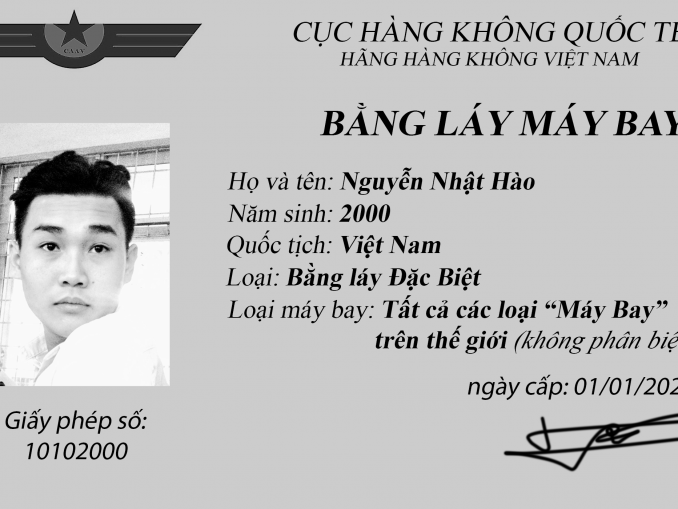 CAAV
CỤC HÀNG KHÔNG QUỐC TẾ
HÃNG HÀNG KHÔNG VIỆT NAM
BẰNG LÁY MÁY BAY
Họ và tên: Nguyễn Nhật Hào
Năm sinh: 2000
Quốc tịch: Việt Nam
Loại: Bằng láy Đặc Biệt
Loại máy bay: Tất cả các loại “Máy Bay”
trên thế giới (không phân biệ
ngày cấp: 01/01/202
Giấy phép số:
10102000